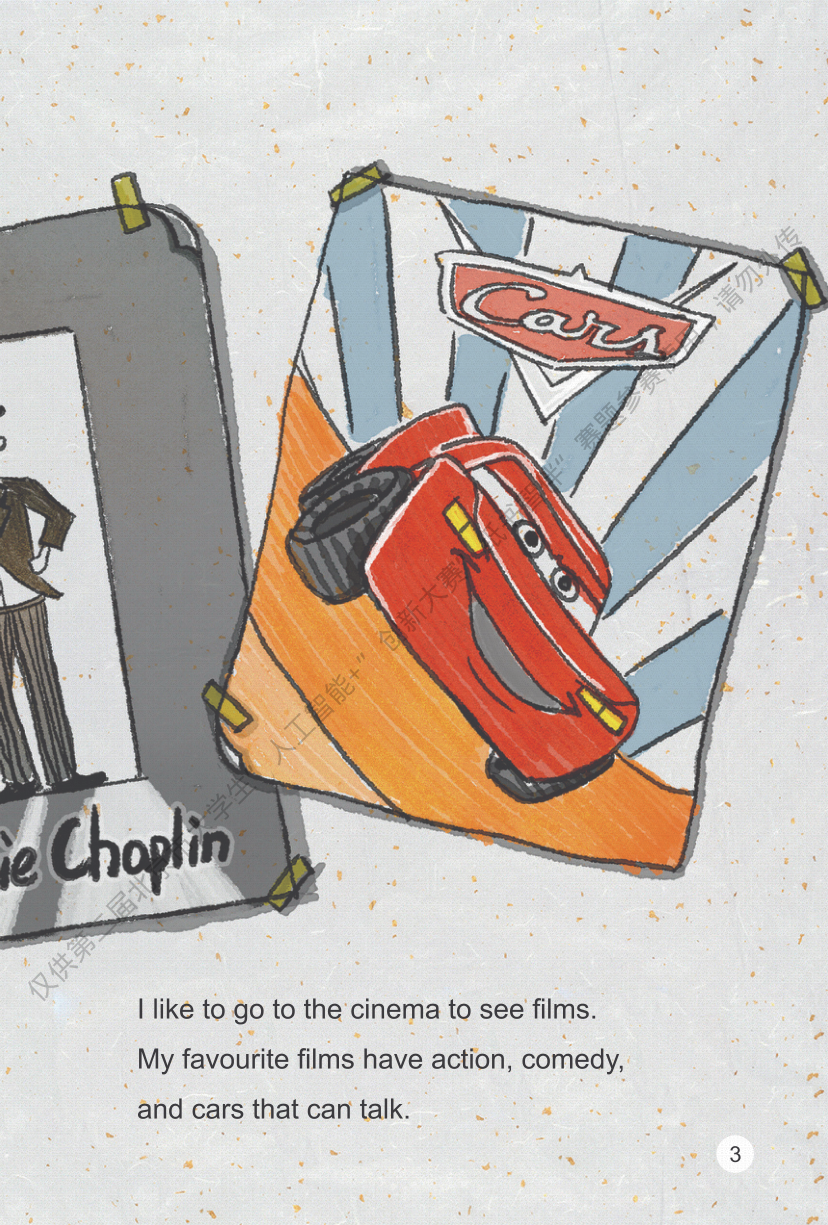 Cars
ie Chaplin
I like to go to the cinema to see films.
My favourite films have action, comedy,
and cars that can talk.
3